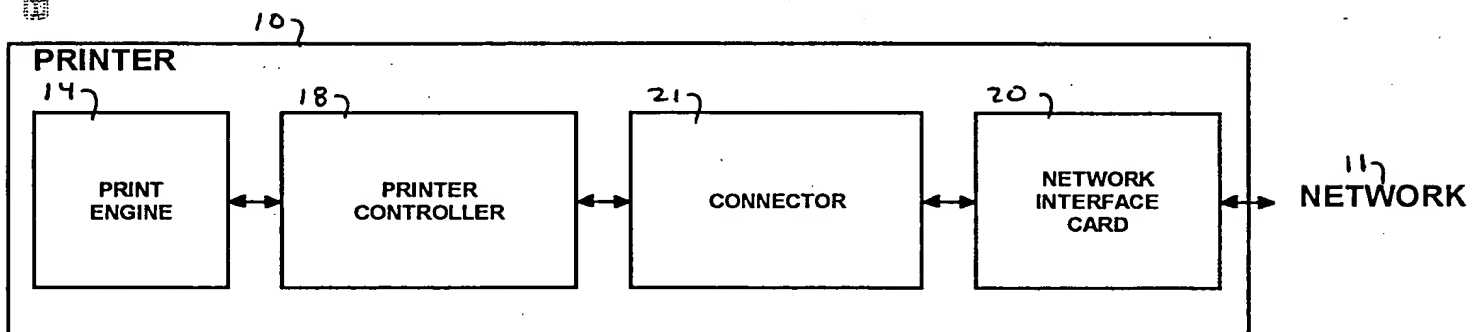 10
PRINTER
14
18
21
20
11
PRINT
ENGINE
PRINTER
CONTROLLER
CONNECTOR
NETWORK
INTERFACE
CARD
NETWORK